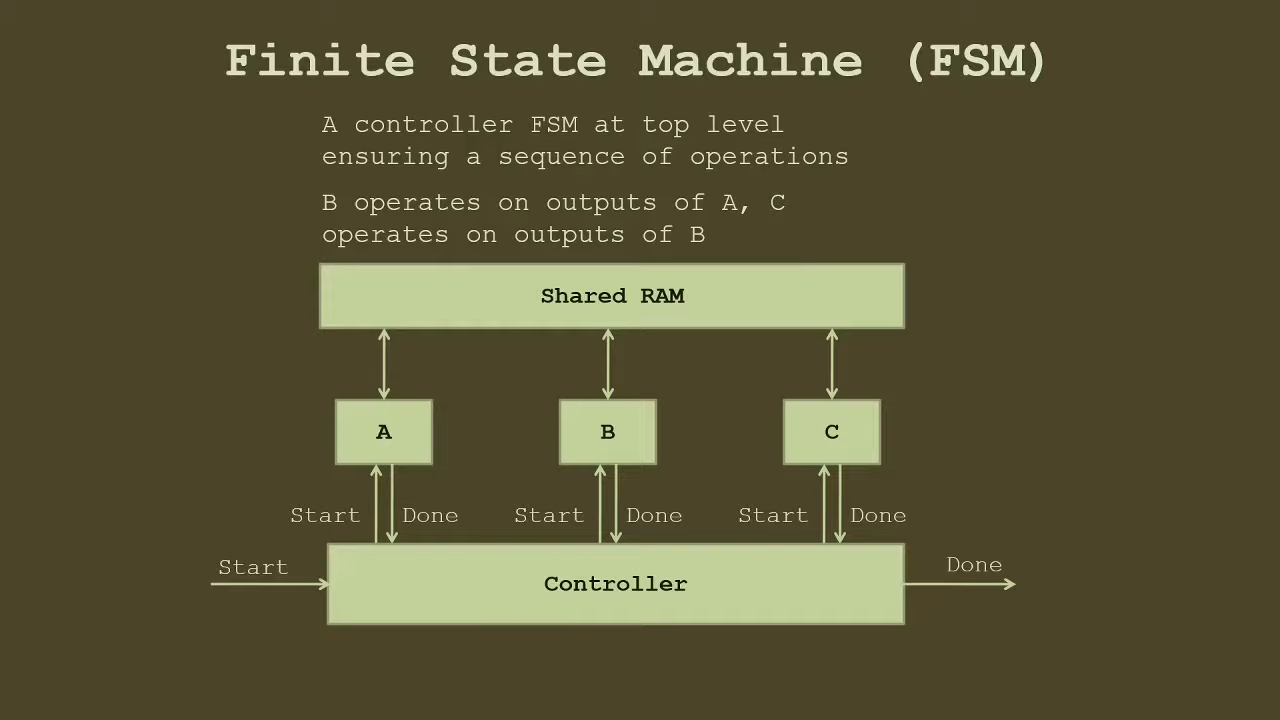 Finite State Machine (FSM)
A controller FSM at top level
ensuring a sequence of operations
B operates on outputs of A, C
operates on outputs of B
Shared RAM
A
B
C
Start
Done
Start
Done
Start
Done
Start
Controller
Done